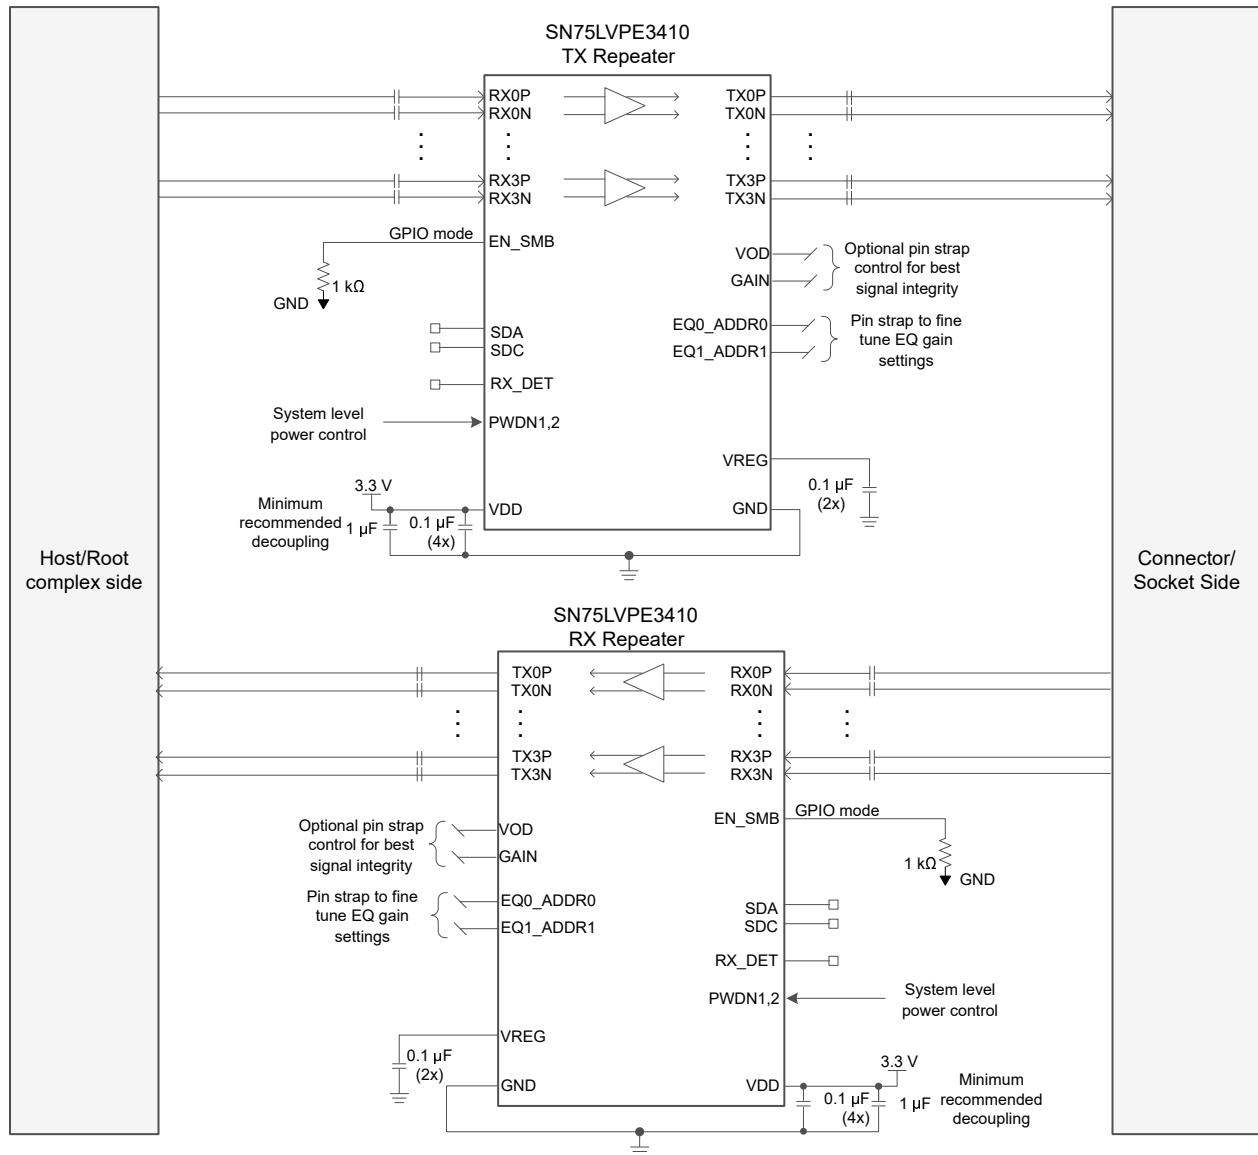 SN75LVPE3410
TX Repeater
RX0P
RX0N
RX3P
RX3N
TX0P
TX0N
TX3P
TX3N
GPIO mode
EN_SMB
1 kΩ
GND
SDA
SDC
RX_DET
System level
power control
PWDN1,2
VOD
GAIN
Optional pin strap
control for best
signal integrity
EQ0_ADDR0
EQ1_ADDR1
Pin strap to fine
tune EQ gain
settings
VREG
0.1 µF
(2x)
GND
3.3 V
VDD
Minimum
recommended
decoupling
1 µF
0.1 µF
(4x)
Host/Root
complex side
Connector/
Socket Side
SN75LVPE3410
RX Repeater
TX0P
TX0N
TX3P
TX3N
RX0P
RX0N
RX3P
RX3N
Optional pin strap
control for best
signal integrity
VOD
GAIN
Pin strap to fine
tune EQ gain
settings
EQ0_ADDR0
EQ1_ADDR1
EN_SMB
GPIO mode
1 kΩ
GND
SDA
SDC
RX_DET
PWDN1,2
System level
power control
VREG
0.1 µF
(2x)
GND
VDD
3.3 V
0.1 µF
(4x)
1 µF
Minimum
recommended
decoupling